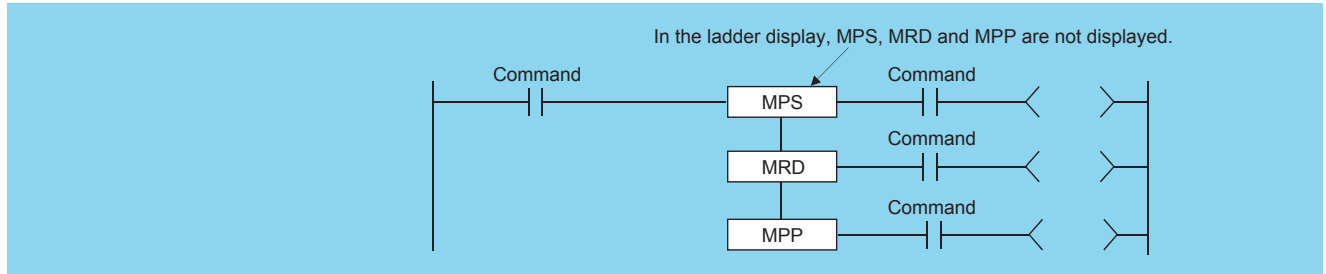 In the ladder display, MPS, MRD and MPP are not displayed.
Command
Command
MPS
Command
MRD
Command
MPP